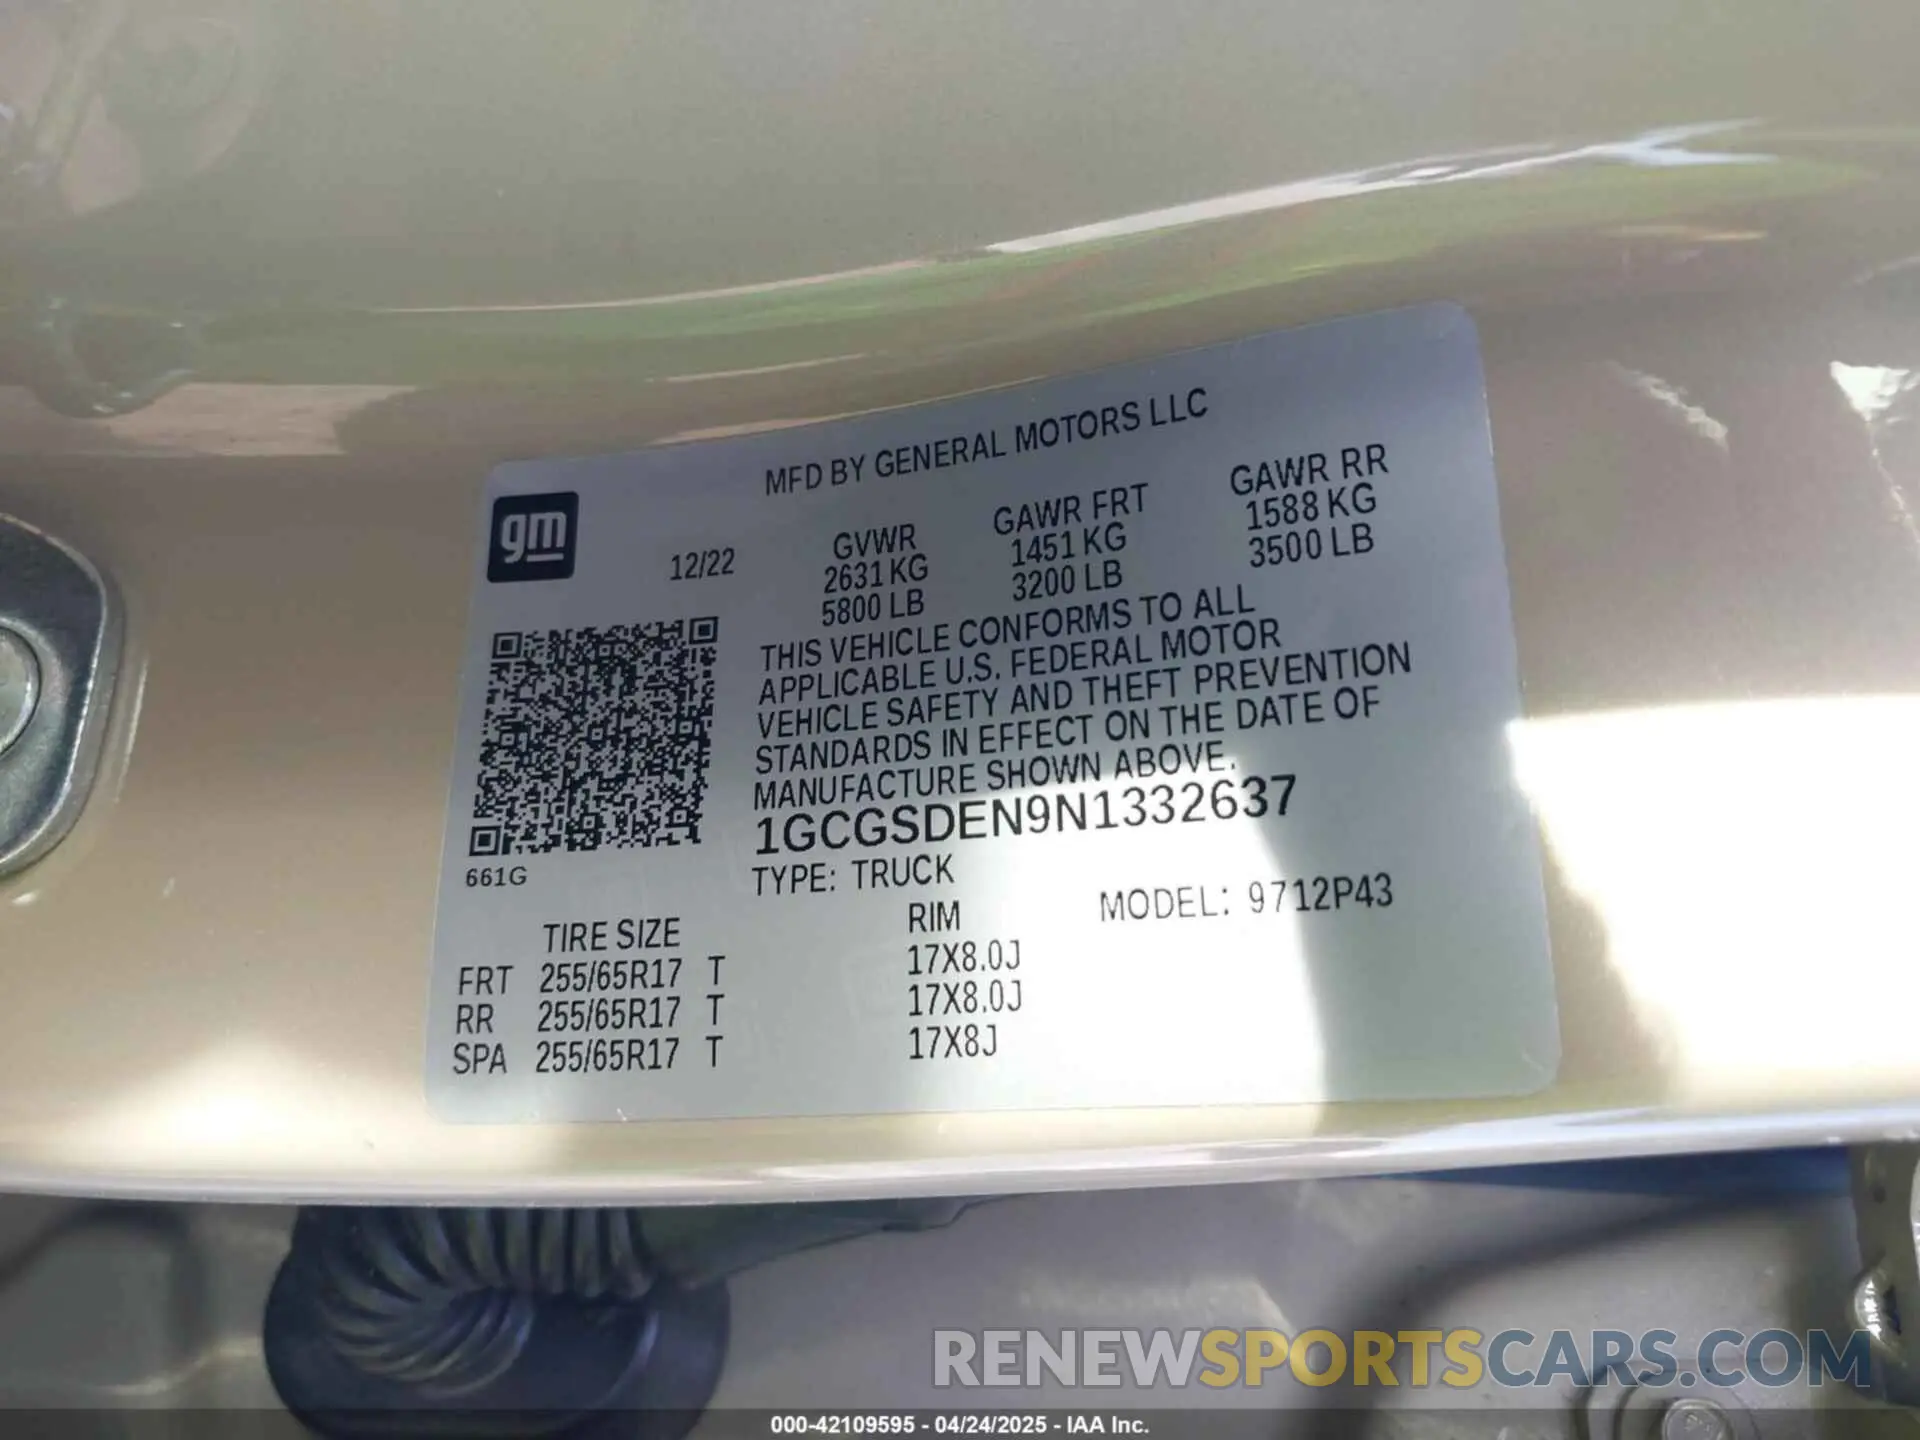 MFD BY GENERAL MOTORS LLC
gm
12/22
GVWR
2631 KG
5800 LB
GAWR FRT
1451 KG
3200 LB
GAWR RR
1588 KG
3500 LB
THIS VEHICLE CONFORMS TO ALL
APPLICABLE U.S. FEDERAL MOTOR
VEHICLE SAFETY AND THEFT PREVENTION
STANDARDS IN EFFECT ON THE DATE OF
MANUFACTURE SHOWN ABOVE.
1GCGSDEN9N1332637
661G
TYPE: TRUCK
MODEL: 9712P43
TIRE SIZE RIM
FRT 255/65R17 T 17X8.0J
RR 255/65R17 T 17X8.0J
SPA 255/65R17 T 17X8J
RENEWSPORTSCARS.COM
000-42109595 - 04/24/2025 - IAA Inc.